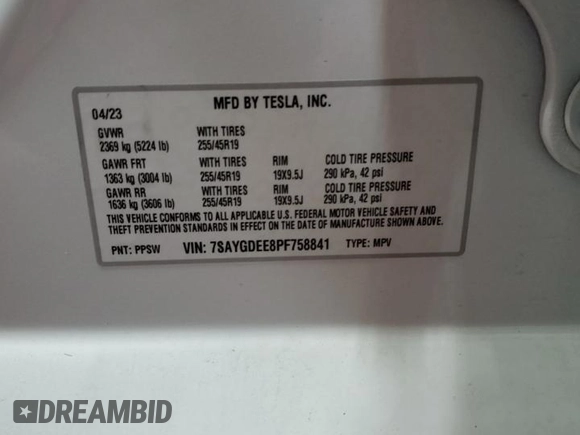 MFD BY TESLA, INC.
04/23
GVWR WITH TIRES
2369 kg (5224 lb) 255/45R19
GAWR FRT WITH TIRES RIM COLD TIRE PRESSURE
1363 kg (3004 lb) 255/45R19 19X9.5J 290 kPa, 42 psi
GAWR RR WITH TIRES RIM COLD TIRE PRESSURE
1636 kg (3606 lb) 255/45R19 19X9.5J 290 kPa, 42 psi
THIS VEHICLE CONFORMS TO ALL APPLICABLE U.S. FEDERAL MOTOR VEHICLE SAFETY AND
THEFT PREVENTION STANDARDS IN EFFECT ON THE DATE OF MANUFACTURE SHOWN ABOVE.
PNT: PPSW VIN: 7SAYGDEE8PF758841 TYPE: MPV
DREAMBID